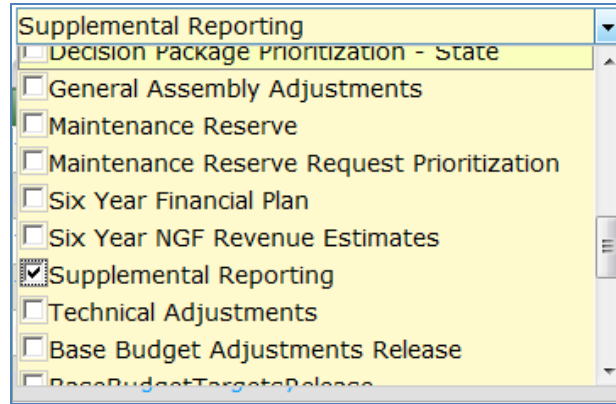 Supplemental Reporting
Decision Package Prioritization - State
General Assembly Adjustments
Maintenance Reserve
Maintenance Reserve Request Prioritization
Six Year Financial Plan
Six Year NGF Revenue Estimates
Supplemental Reporting
Technical Adjustments
Base Budget Adjustments Release
BaseBudgetTargetsRelease